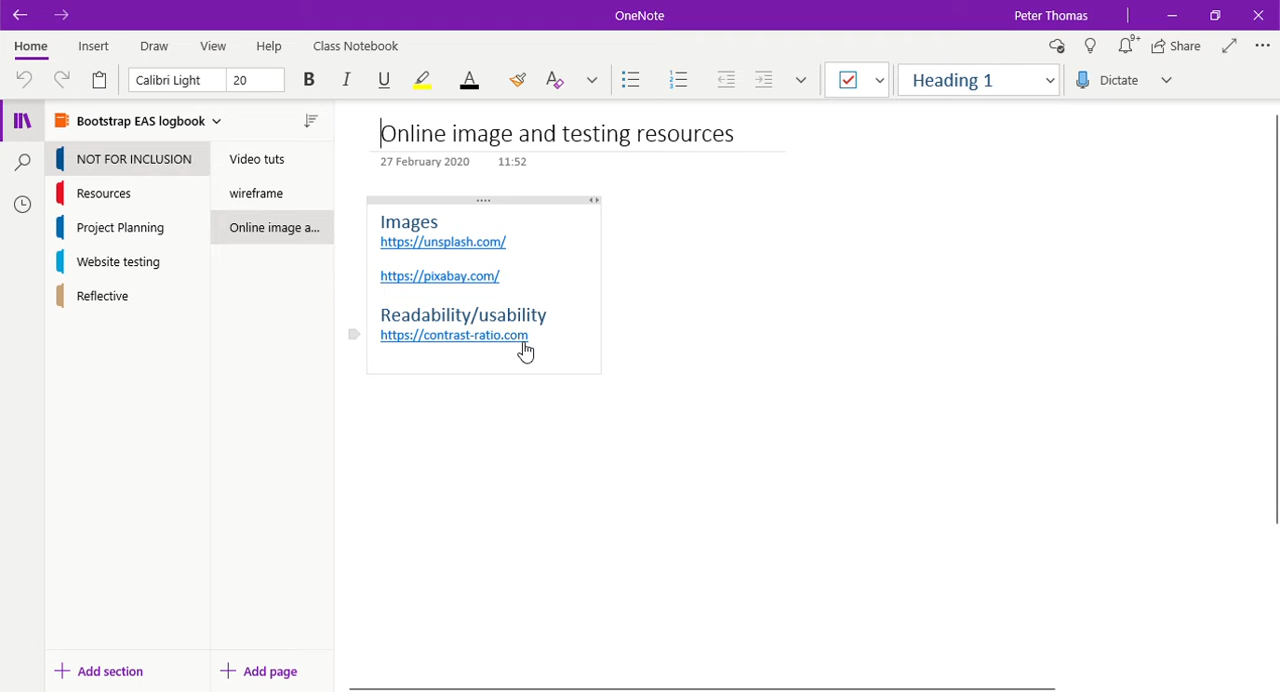 OneNote
Peter Thomas
Home Insert Draw View Help Class Notebook
9+ Share
Calibri Light 20 B I U A A Heading 1 Dictate
Bootstrap EAS logbook
NOT FOR INCLUSION
Resources
Project Planning
Website testing
Reflective
Video tuts
wireframe
Online image a...
Online image and testing resources
27 February 2020 11:52
Images
https://unsplash.com/
https://pixabay.com/
Readability/usability
https://contrast-ratio.com
Add section
Add page